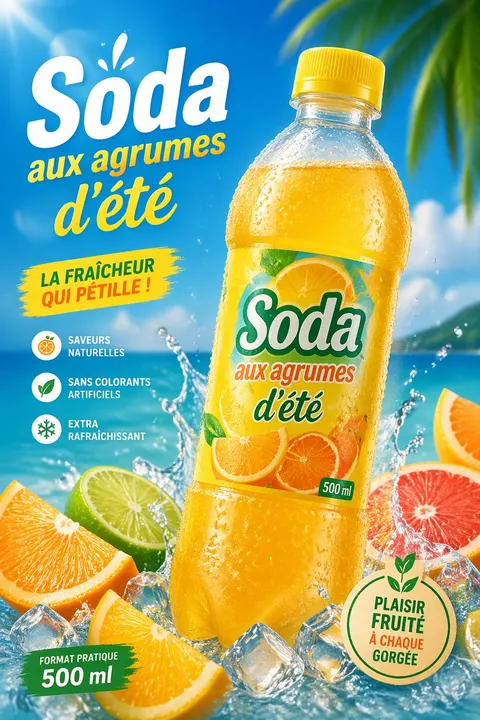 Soda
aux agrumes
d'été
LA FRAÎCHEUR
QUI PÉTILLE !
SAVEURS
NATURELLES
SANS COLORANTS
ARTIFICIELS
EXTRA
RAFRAÎCHISSANT
Soda
aux agrumes
d'été
500 ml
PLAISIR
FRUITÉ
À CHAQUE
GORGÉE
FORMAT PRATIQUE
500 ml